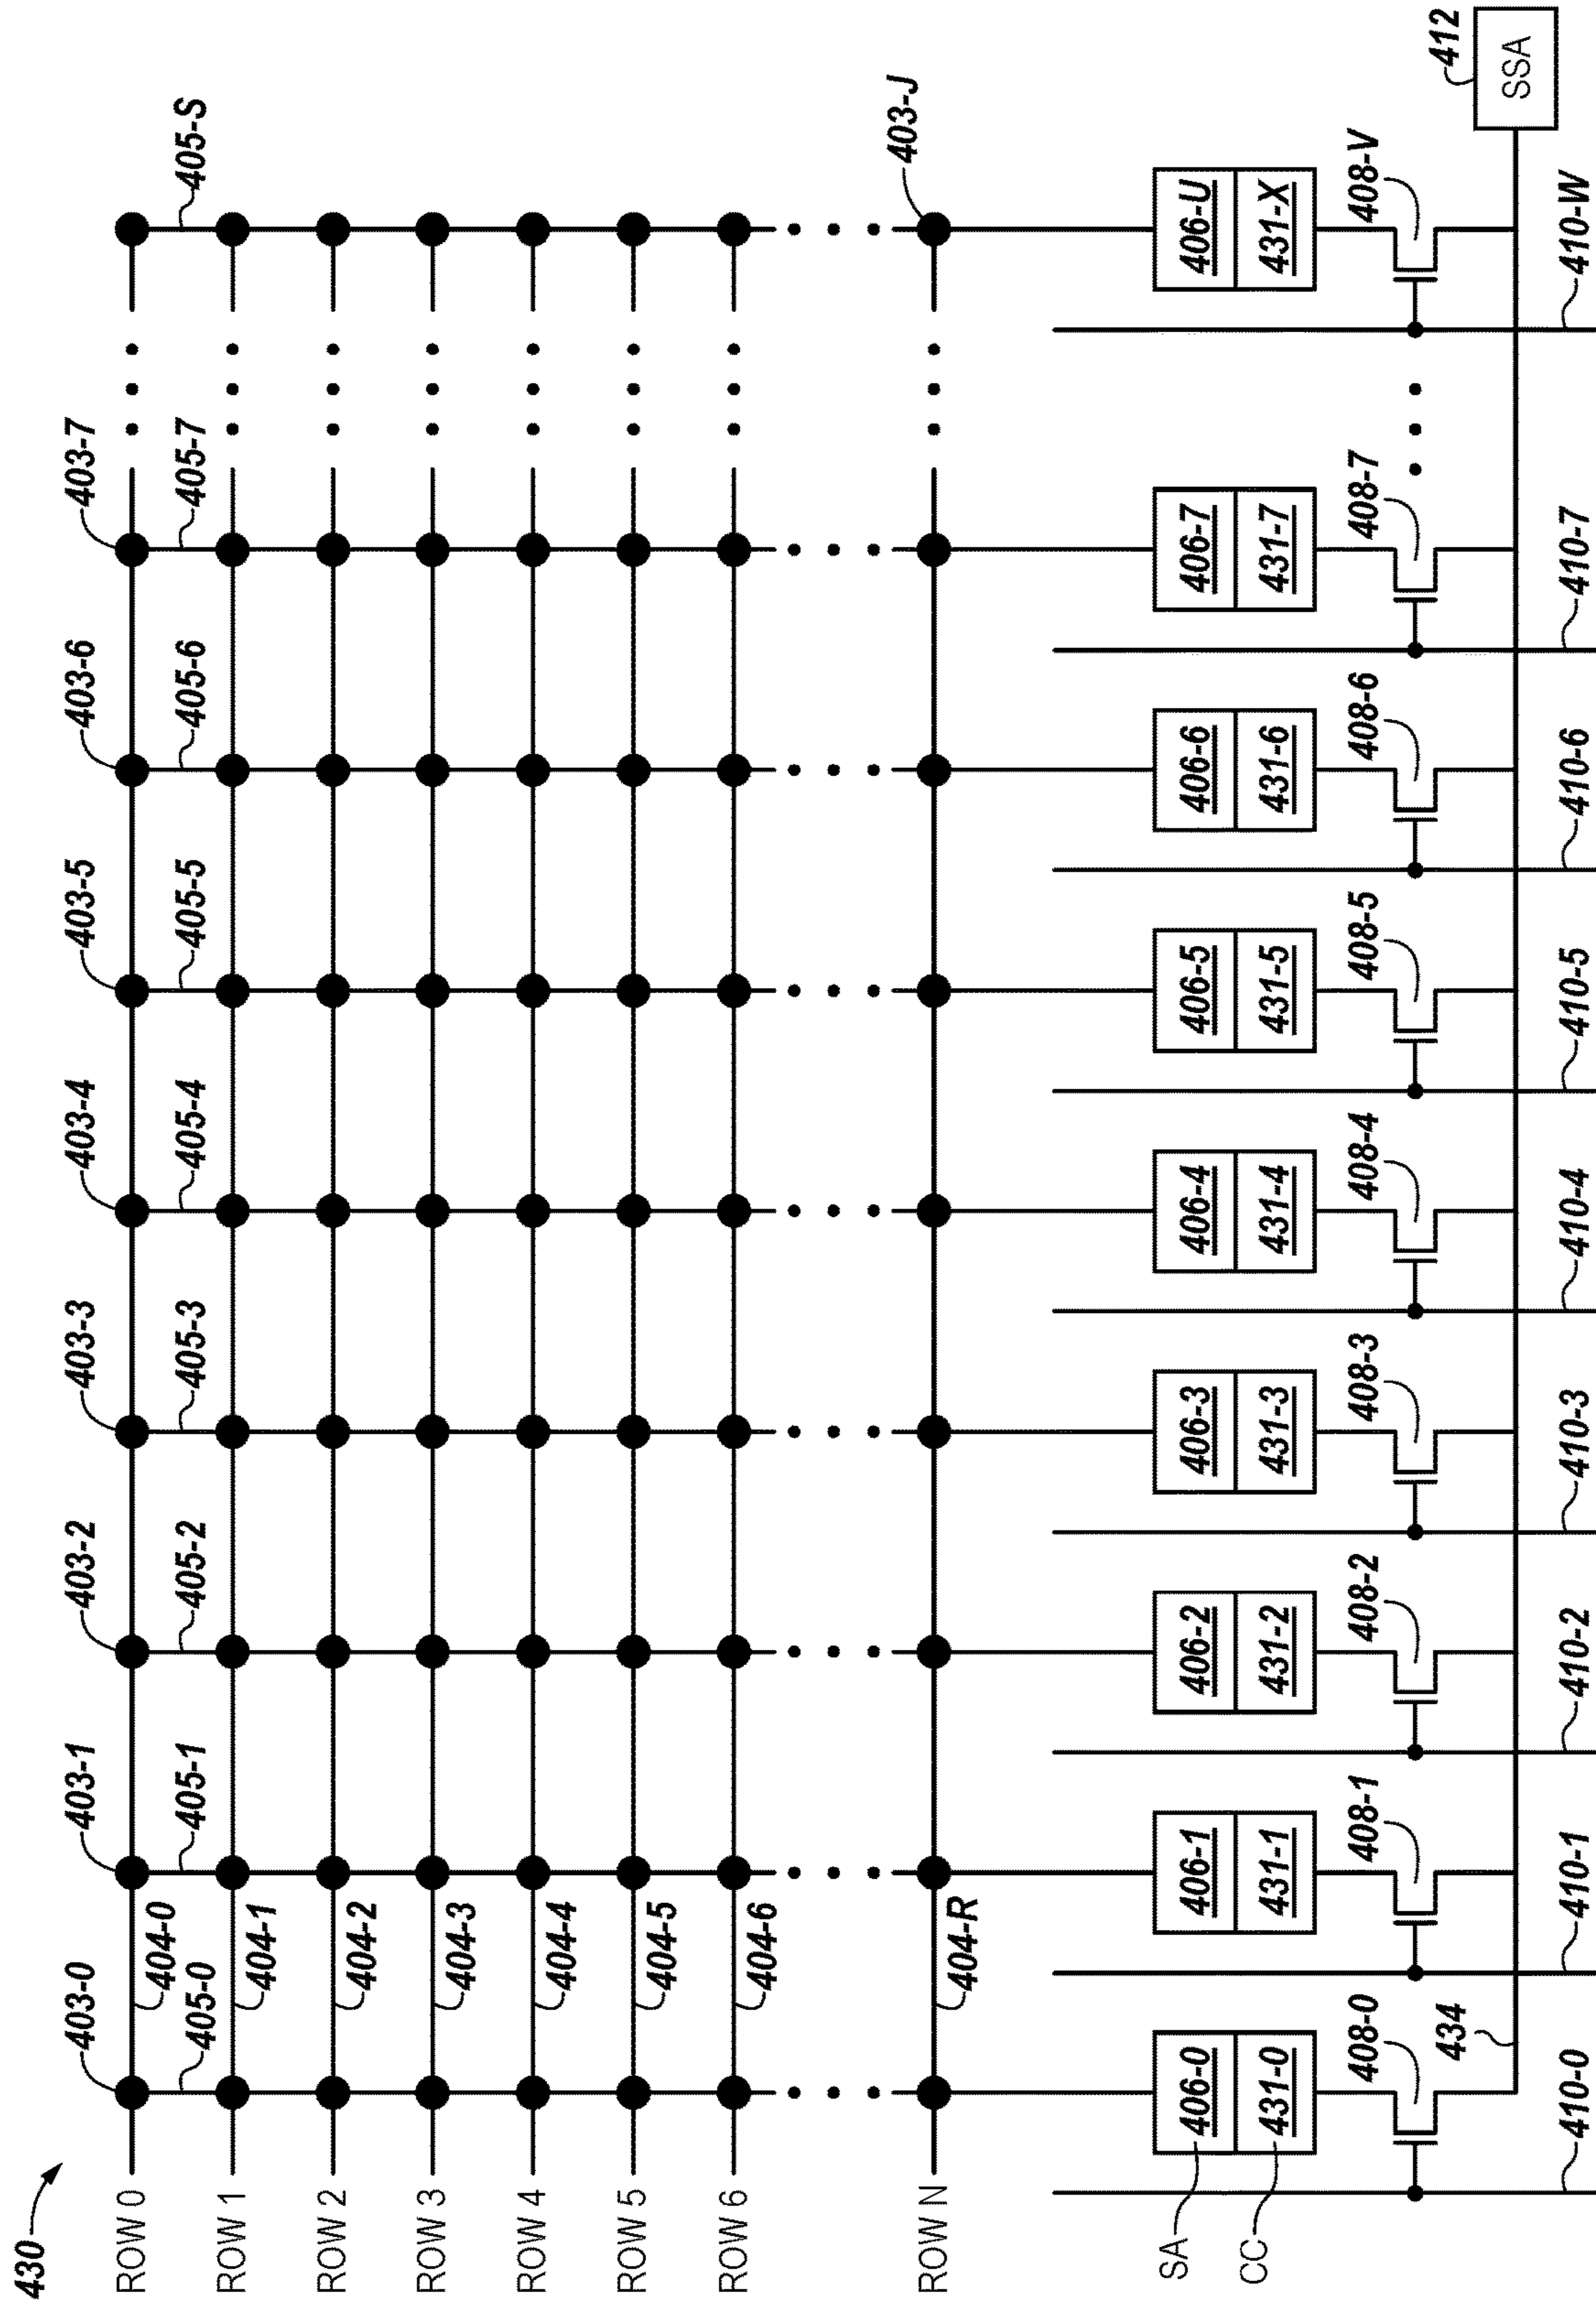 430
403-0 403-1 403-2 403-3 403-4 403-5 403-6 403-7
405-0 405-1 405-2 405-3 405-4 405-5 405-6 405-7 405-S
ROW 0 404-0
ROW 1 404-1
ROW 2 404-2
ROW 3 404-3
ROW 4 404-4
ROW 5 404-5
ROW 6 404-6
403-J
ROW N 404-R
SA 406-0 406-1 406-2 406-3 406-4 406-5 406-6 406-7 406-U
CC 431-0 431-1 431-2 431-3 431-4 431-5 431-6 431-7 431-X
408-0 408-1 408-2 408-3 408-4 408-5 408-6 408-7 408-V
434 412
SSA
410-0 410-1 410-2 410-3 410-4 410-5 410-6 410-7 410-W